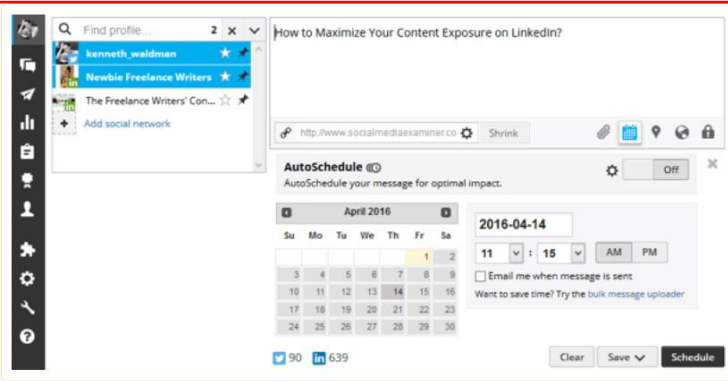 Find profile... 2
kenneth_waldman
Newbie Freelance Writers
The Freelance Writers' Con...
Add social network
How to Maximize Your Content Exposure on LinkedIn?
http://www.socialmediaexaminer.co Shrink
AutoSchedule
AutoSchedule your message for optimal impact.
Off
April 2016
Su Mo Tu We Th Fr Sa
1 2
3 4 5 6 7 8 9
10 11 12 13 14 15 16
17 18 19 20 21 22 23
24 25 26 27 28 29 30
2016-04-14
11 : 15 AM PM
Email me when message is sent
Want to save time? Try the bulk message uploader
90 in 639
Clear Save Schedule